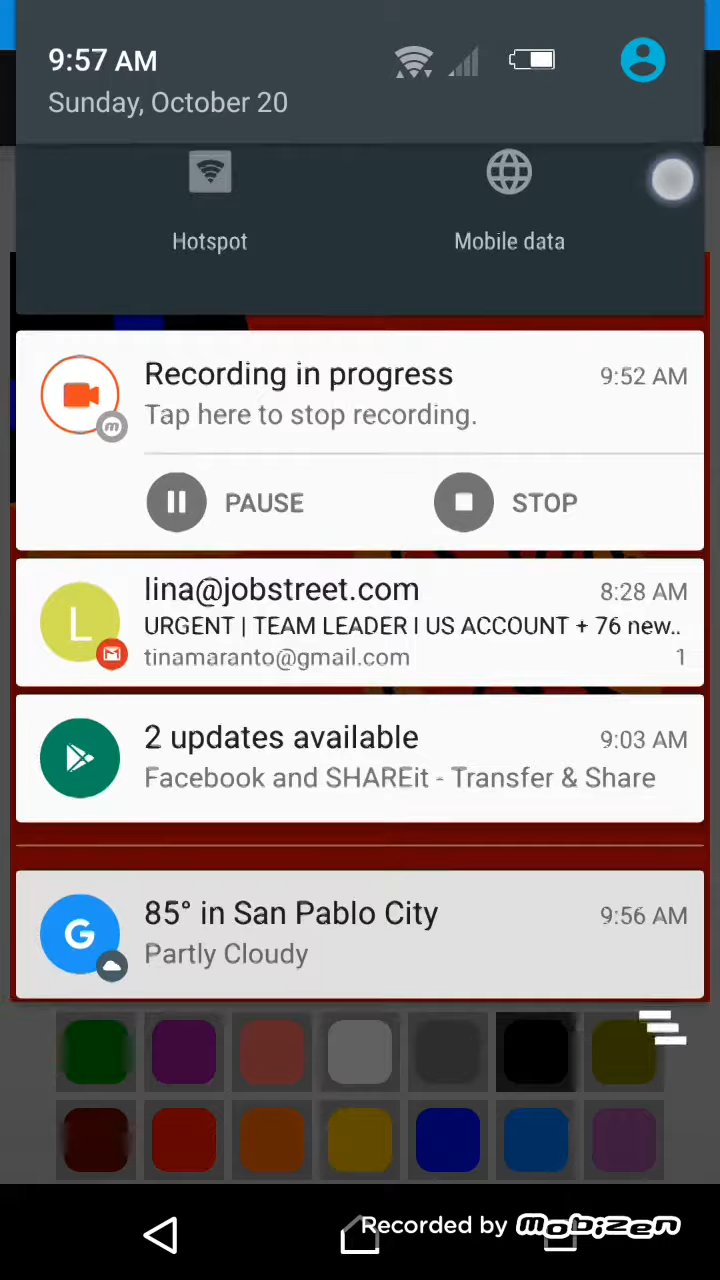 9:57 AM
Sunday, October 20
Hotspot
Mobile data
Recording in progress
9:52 AM
Tap here to stop recording.
m
PAUSE
STOP
L
lina@jobstreet.com
8:28 AM
URGENT | TEAM LEADER I US ACCOUNT + 76 new..
tinamaranto@gmail.com
1
2 updates available
9:03 AM
Facebook and SHAREit - Transfer & Share
G
85° in San Pablo City
9:56 AM
Partly Cloudy
Recorded by mobizen